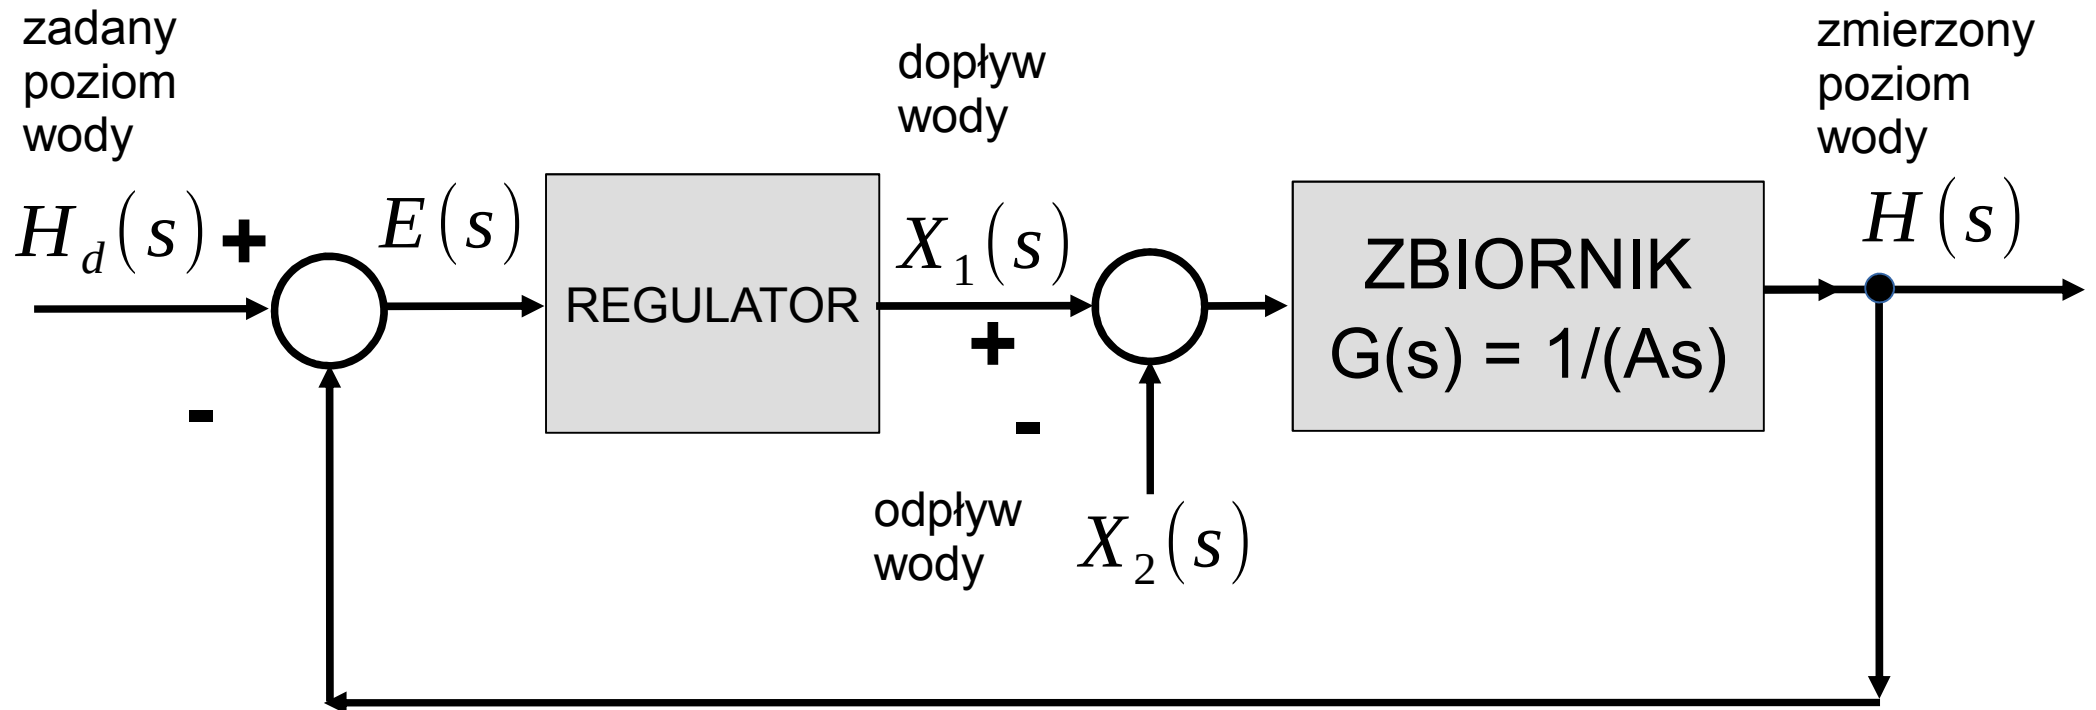 zadany
poziom
wody
H_d(s) +
-
E(s)
REGULATOR
dopływ
wody
X_1(s)
+
-
odpływ
wody
X_2(s)
ZBIORNIK
G(s) = 1/(As)
zmierzony
poziom
wody
H(s)